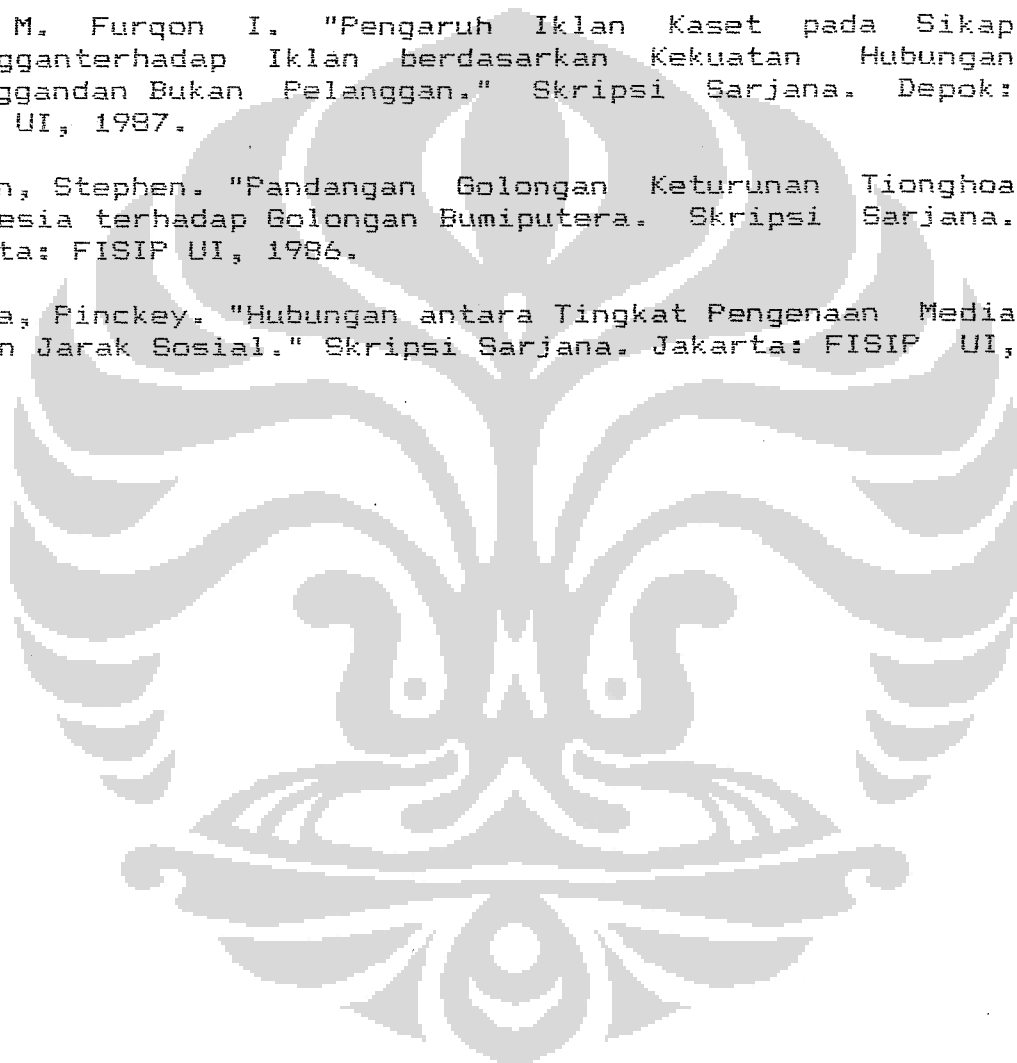 M. Furqon I. "Pengaruh Iklan Kaset pada Sikap
ngganterhadap Iklan berdasarkan Kekuatan Hubungan
nggandan Bukan Pelanggan." Skripsi Sarjana. Depok:
UI, 1987.
n, Stephen. "Pandangan Golongan Keturunan Tionghoa
esia terhadap Golongan Bumiputera. Skripsi Sarjana.
ta: FISIP UI, 1986.
a, Pinckey. "Hubungan antara Tingkat Pengenaan Media
n Jarak Sosial." Skripsi Sarjana. Jakarta: FISIP UI,